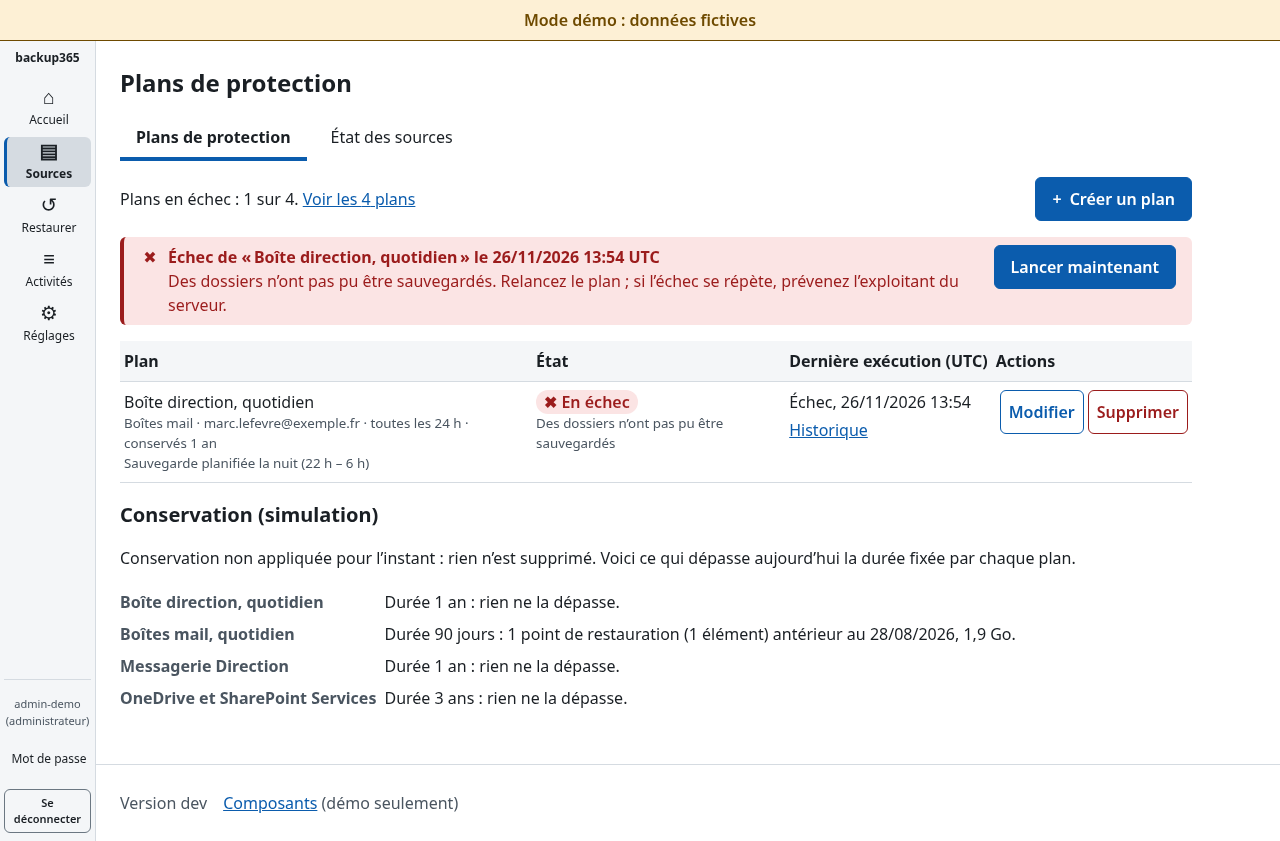 Mode démo : données fictives
backup365
Accueil
Sources
Restaurer
Activités
Réglages
admin-demo
(administrateur)
Mot de passe
Se
déconnecter
Plans de protection
Plans de protection
État des sources
Plans en échec : 1 sur 4. Voir les 4 plans
+ Créer un plan
✖ Échec de « Boîte direction, quotidien » le 26/11/2026 13:54 UTC
Des dossiers n’ont pas pu être sauvegardés. Relancez le plan ; si l’échec se répète, prévenez l’exploitant du
serveur.
Lancer maintenant
Plan État Dernière exécution (UTC) Actions
Boîte direction, quotidien
Boîtes mail · marc.lefevre@exemple.fr · toutes les 24 h ·
conservés 1 an
Sauvegarde planifiée la nuit (22 h – 6 h)
✖ En échec
Des dossiers n’ont pas pu être
sauvegardés
Échec, 26/11/2026 13:54
Historique
Modifier
Supprimer
Conservation (simulation)
Conservation non appliquée pour l’instant : rien n’est supprimé. Voici ce qui dépasse aujourd’hui la durée fixée par chaque plan.
Boîte direction, quotidien Durée 1 an : rien ne la dépasse.
Boîtes mail, quotidien Durée 90 jours : 1 point de restauration (1 élément) antérieur au 28/08/2026, 1,9 Go.
Messagerie Direction Durée 1 an : rien ne la dépasse.
OneDrive et SharePoint Services Durée 3 ans : rien ne la dépasse.
Version dev Composants (démo seulement)